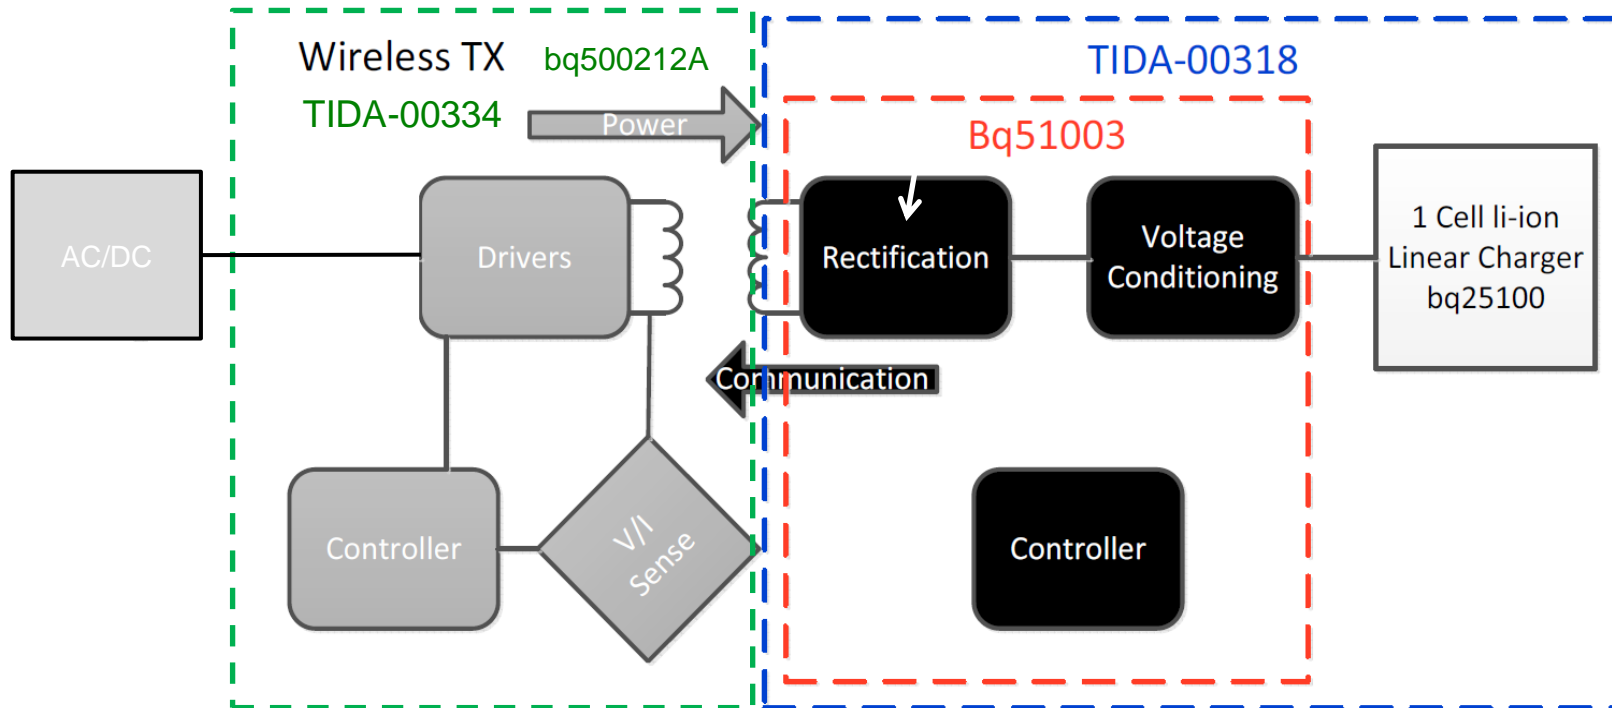 Wireless TX bq500212A
TIDA-00334
Power
TIDA-00318
Bq51003
AC/DC
Drivers
Rectification
Voltage
Conditioning
1 Cell li-ion
Linear Charger
bq25100
Communication
Controller
V/I
Sense
Controller